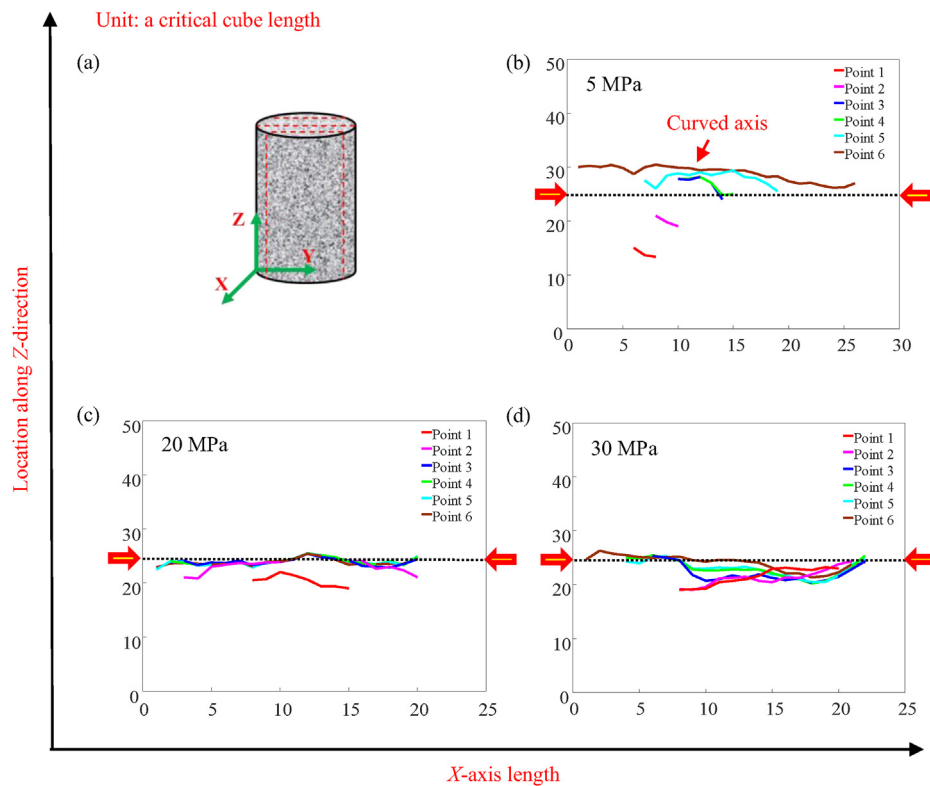 Unit: a critical cube length
(a)
Z
Y
X
(b)
5 MPa
Point 1
Point 2
Point 3
Point 4
Point 5
Point 6
Curved axis
50
40
30
20
10
0
0
5
10
15
20
25
30
Location along Z-direction
(c)
20 MPa
Point 1
Point 2
Point 3
Point 4
Point 5
Point 6
50
40
30
20
10
0
0
5
10
15
20
25
(d)
30 MPa
Point 1
Point 2
Point 3
Point 4
Point 5
Point 6
50
40
30
20
10
0
0
5
10
15
20
25
X-axis length